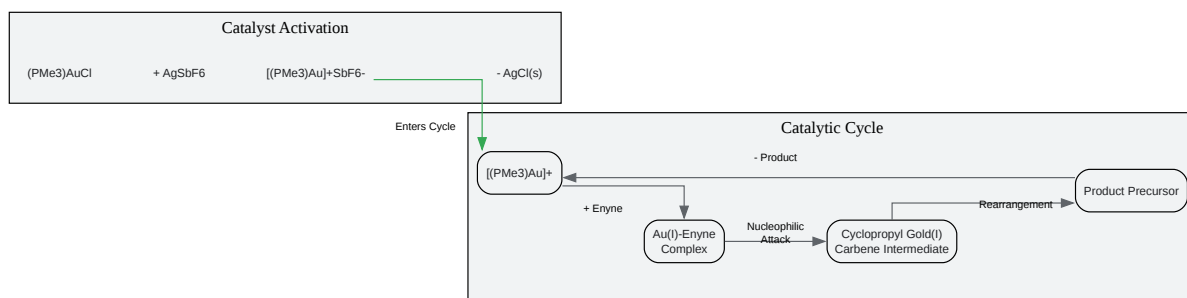 Catalyst Activation
(PMe3)AuCl
+ AgSbF6
[(PMe3)Au]+SbF6-
- AgCl(s)
Enters Cycle
Catalytic Cycle
- Product
[(PMe3)Au]+
Product Precursor
+ Enyne
Rearrangement
Au(I)-Enyne
Complex
Nucleophilic
Attack
Cyclopropyl Gold(I)
Carbene Intermediate